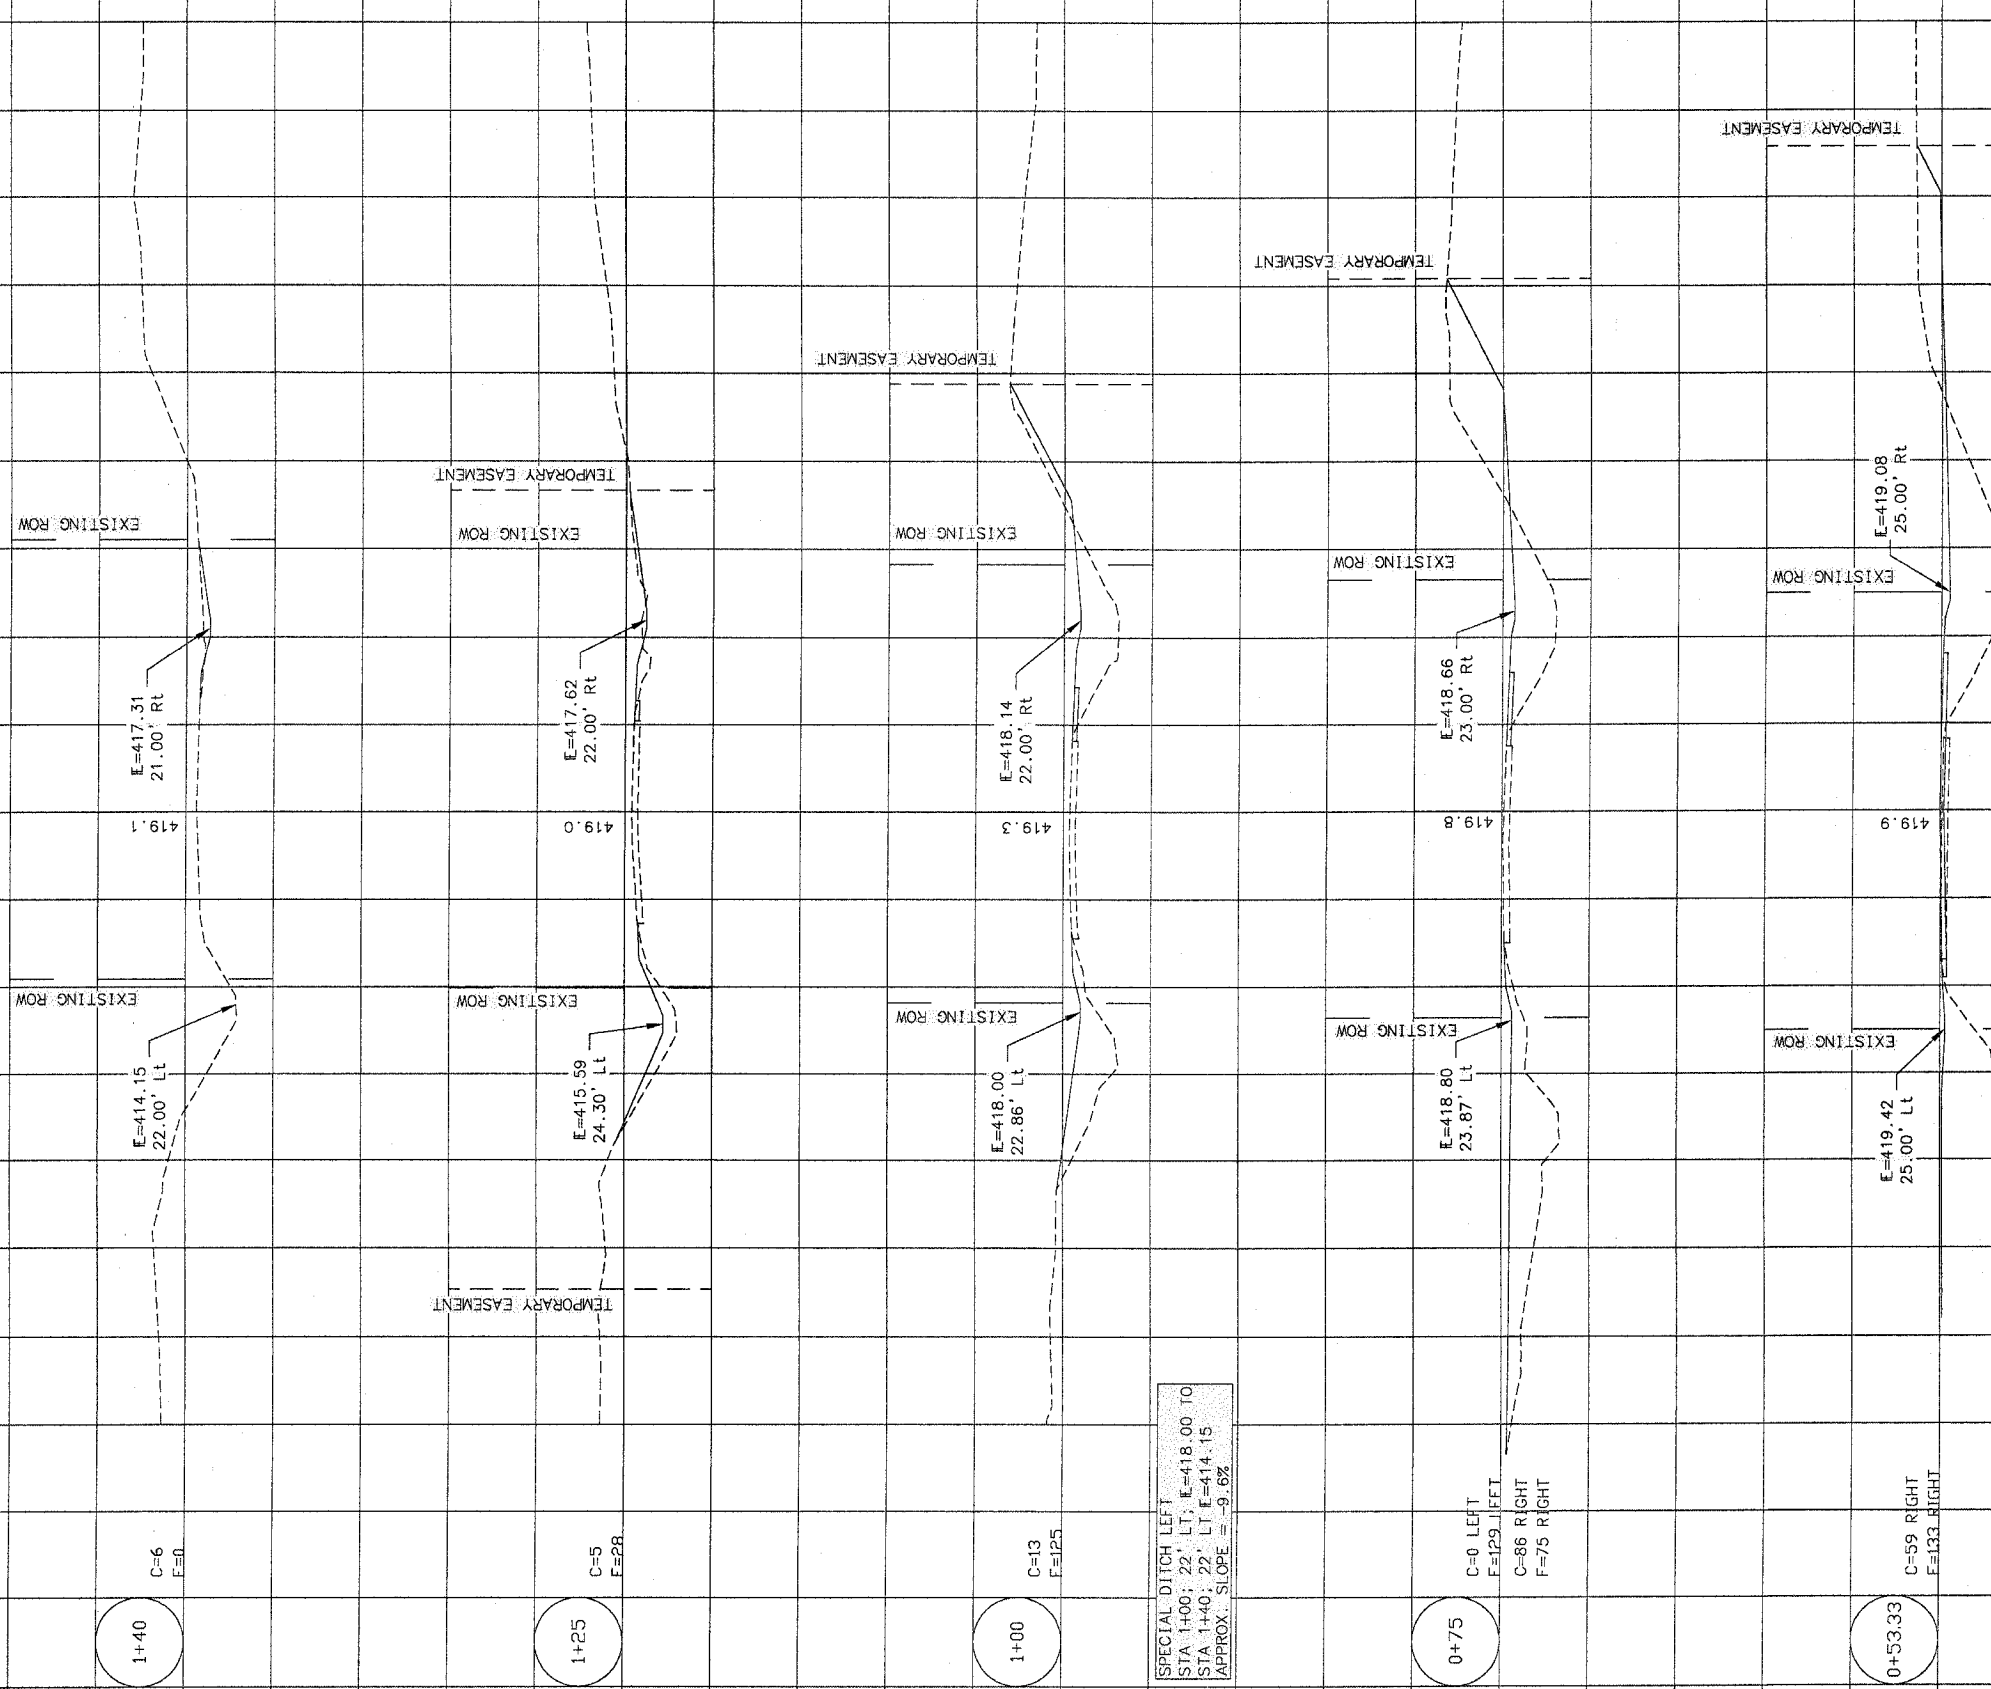 1+40
C=6
F=0
E=414.15
22.00' Lt
EXISTING ROW
419.1
E=417.31
21.00' Rt
EXISTING ROW
1+25
C=5
F=28
TEMPORARY EASEMENT
E=415.59
24.30' Lt
EXISTING ROW
419.0
E=417.62
22.00' Rt
EXISTING ROW
TEMPORARY EASEMENT
1+00
C=13
F=125
E=418.00
22.86' Lt
EXISTING ROW
419.3
E=418.14
22.00' Rt
EXISTING ROW
TEMPORARY EASEMENT
SPECIAL DITCH LEFT
STA 1+00; 22' LT; E=418.00 TO
STA 1+40; 22' LT E=414.15
APPROX. SLOPE = -9.6%
0+75
C=0 LEFT
F=129 LEFT
C=86 RIGHT
F=75 RIGHT
E=418.80
23.87' Lt
EXISTING ROW
419.8
E=418.66
23.00' Rt
EXISTING ROW
TEMPORARY EASEMENT
0+53.33
C=59 RIGHT
F=133 RIGHT
E=419.42
25.00' Lt
EXISTING ROW
419.9
E=419.08
25.00' Rt
EXISTING ROW
TEMPORARY EASEMENT